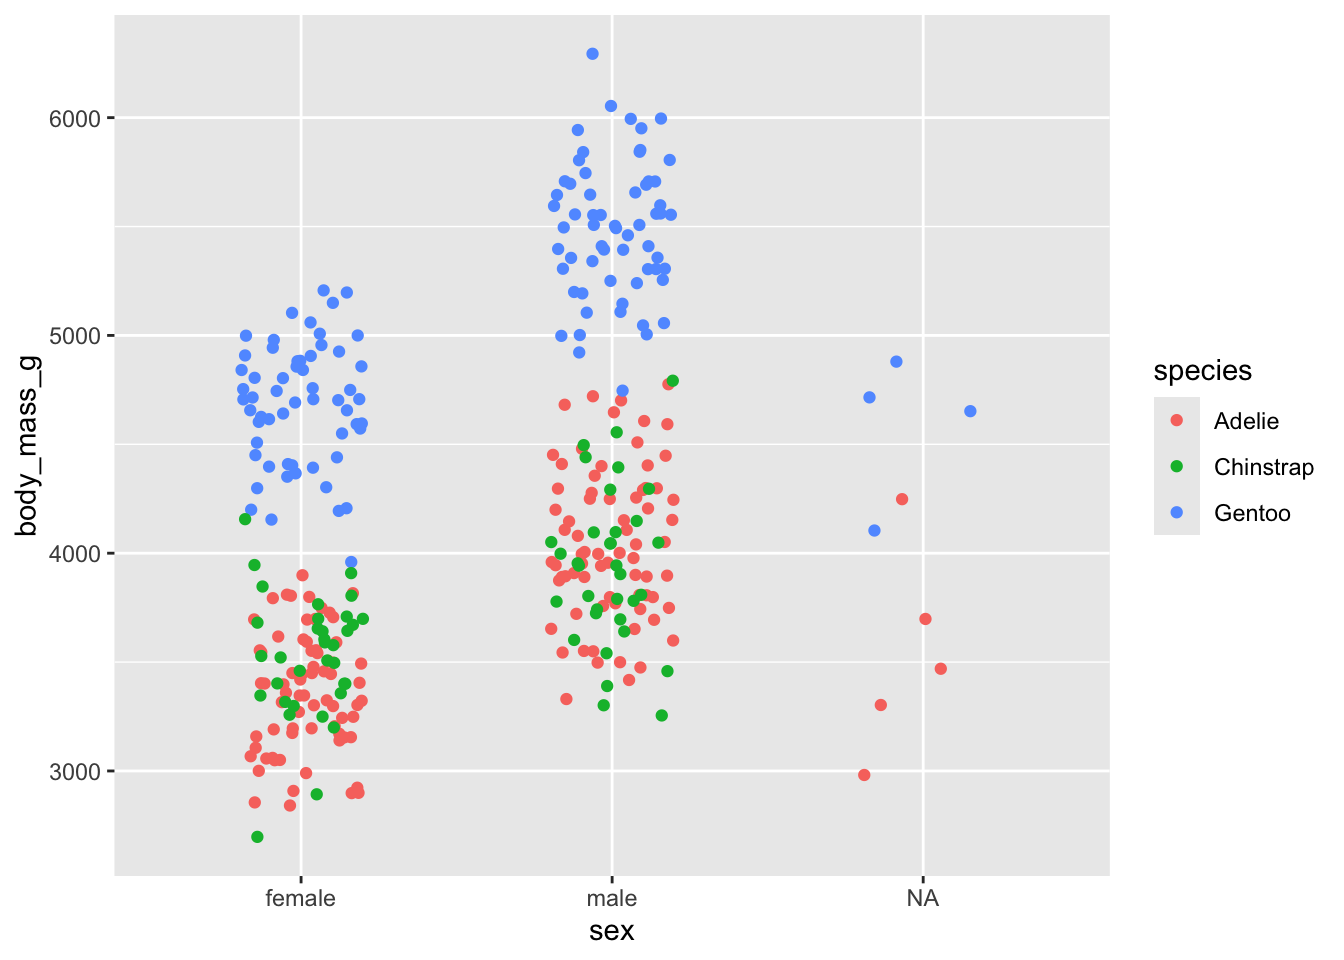 6000
5000
4000
3000
body_mass_g
female
male
NA
sex
species
Adelie
Chinstrap
Gentoo